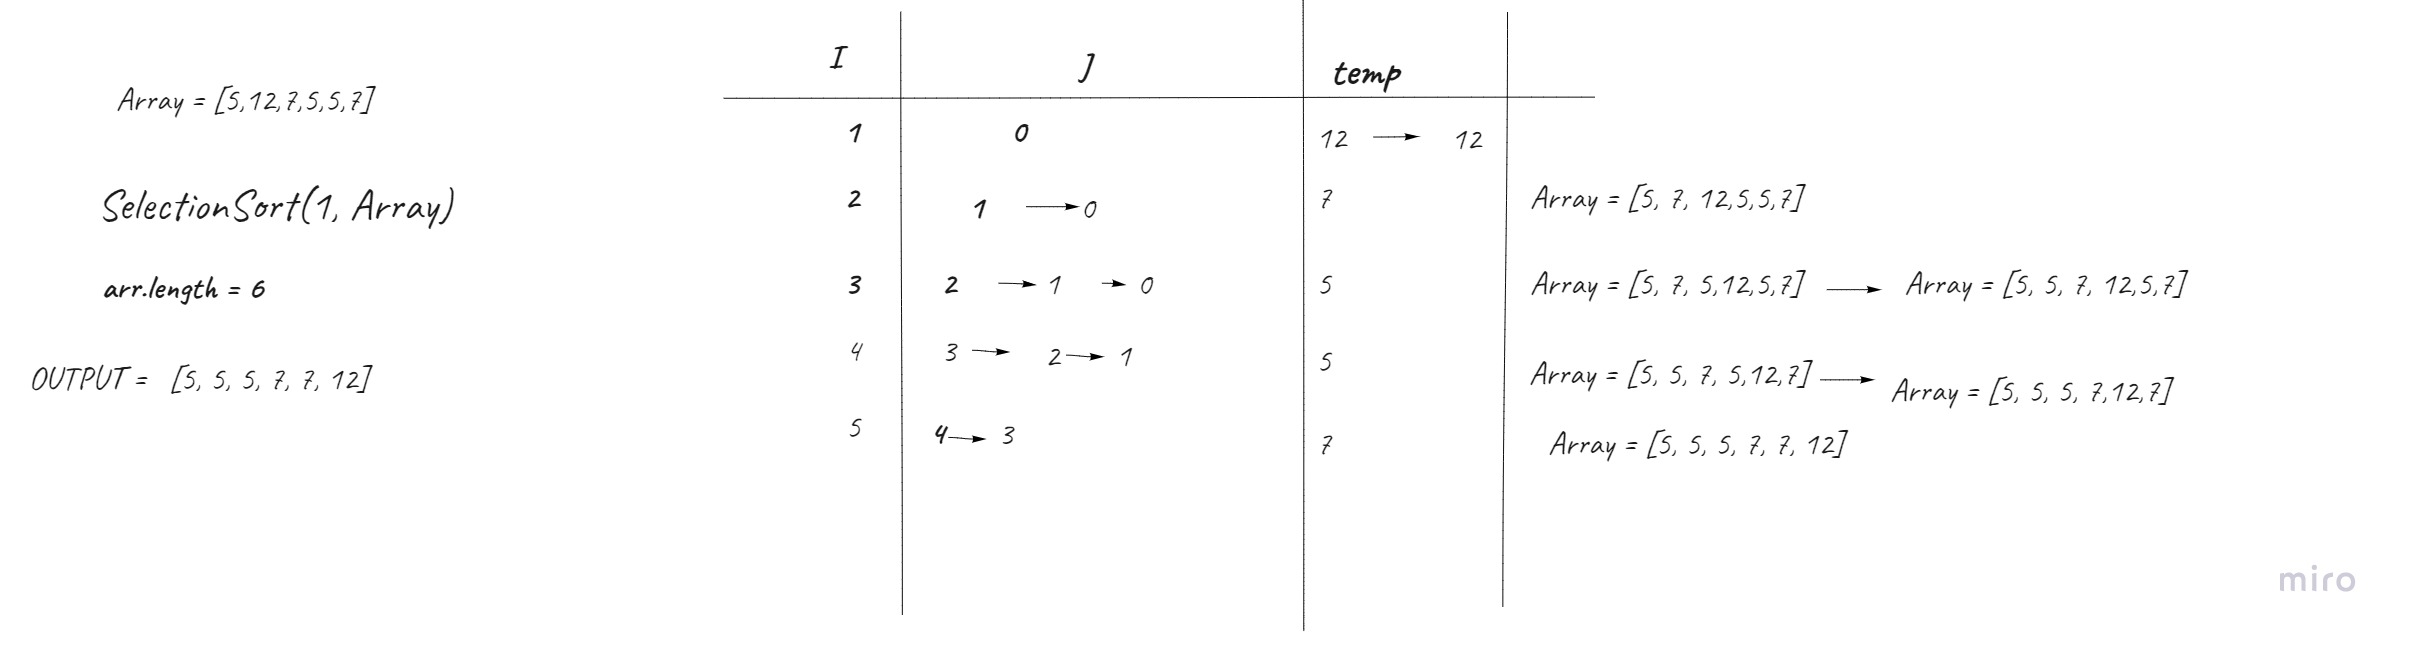 I J temp
Array = [5,12,7,5,5,7]
1 0 12 → 12
SelectionSort(1, Array)
2 1 → 0 7 Array = [5, 7, 12,5,5,7]
arr.length = 6
3 2 → 1 → 0 5 Array = [5, 7, 5,12,5,7] → Array = [5, 5, 7, 12,5,7]
4 3 → 2 → 1 5 Array = [5, 5, 7, 5,12,7] → Array = [5, 5, 5, 7,12,7]
OUTPUT = [5, 5, 5, 7, 7, 12]
5 4 → 3 7 Array = [5, 5, 5, 7, 7, 12]
miro